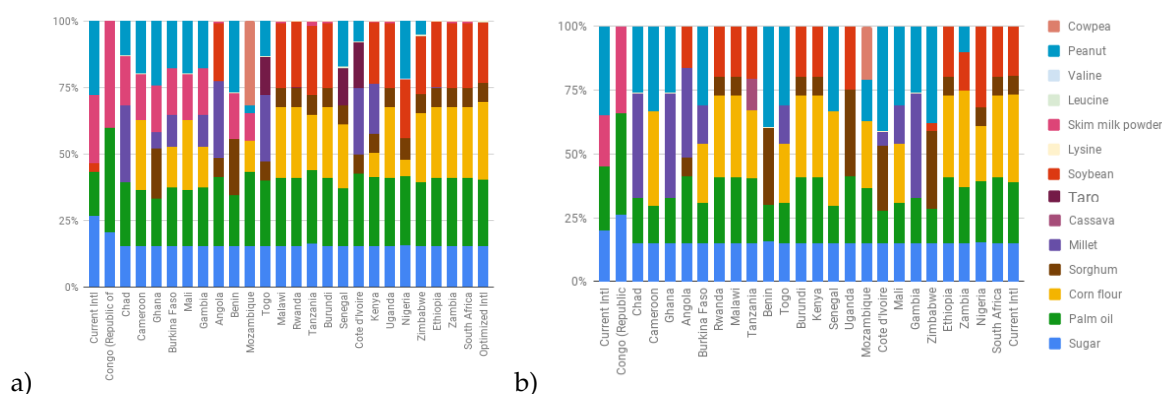 100%
75%
50%
25%
0%
Current Intl
Congo (Republic of
Chad
Cameroon
Ghana
Burkina Faso
Mali
Gambia
Angola
Benin
Mozambique
Togo
Malawi
Rwanda
Tanzania
Burundi
Senegal
Cote d'Ivoire
Kenya
Uganda
Nigeria
Zimbabwe
Ethiopia
Zambia
South Africa
Optimized Intl
a)
100%
75%
50%
25%
0%
Current Intl
Congo (Republic
Chad
Cameroon
Ghana
Angola
Burkina Faso
Rwanda
Malawi
Tanzania
Benin
Togo
Burundi
Kenya
Senegal
Uganda
Mozambique
Cote d'Ivoire
Mali
Gambia
Zimbabwe
Ethiopia
Zambia
Nigeria
South Africa
Current Intl
b)
Cowpea
Peanut
Valine
Leucine
Skim milk powder
Lysine
Soybean
Taro
Cassava
Millet
Sorghum
Corn flour
Palm oil
Sugar